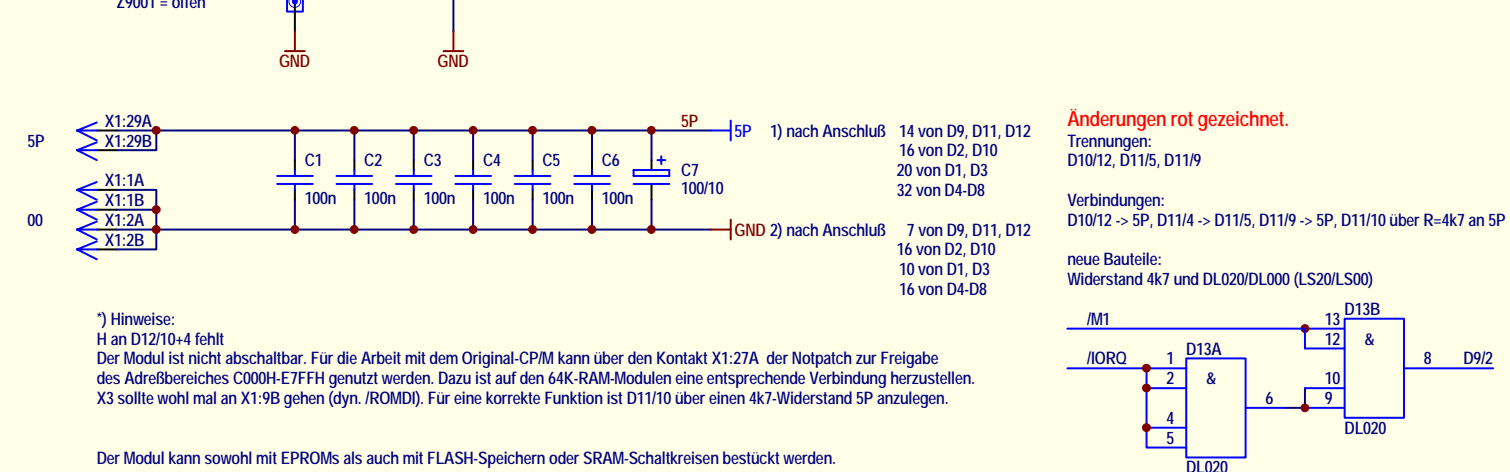 Z9001 = offen
GND
GND
5P
X1:29A
X1:29B
00
X1:1A
X1:1B
X1:2A
X1:2B
C1
100n
C2
100n
C3
100n
C4
100n
C5
100n
C6
100n
+
C7
100/10
5P
5P
GND
1) nach Anschluß 14 von D9, D11, D12
16 von D2, D10
20 von D1, D3
32 von D4-D8
2) nach Anschluß 7 von D9, D11, D12
16 von D2, D10
10 von D1, D3
16 von D4-D8
Änderungen rot gezeichnet.
Trennungen:
D10/12, D11/5, D11/9
Verbindungen:
D10/12 -> 5P, D11/4 -> D11/5, D11/9 -> 5P, D11/10 über R=4k7 an 5P
neue Bauteile:
Widerstand 4k7 und DL020/DL000 (LS20/LS00)
*) Hinweise:
H an D12/10+4 fehlt
Der Modul ist nicht abschaltbar. Für die Arbeit mit dem Original-CP/M kann über den Kontakt X1:27A der Notpatch zur Freigabe
des Adreßbereiches C000H-E7FFH genutzt werden. Dazu ist auf den 64K-RAM-Modulen eine entsprechende Verbindung herzustellen.
X3 sollte wohl mal an X1:9B gehen (dyn. /ROMDI). Für eine korrekte Funktion ist D11/10 über einen 4k7-Widerstand 5P anzulegen.
Der Modul kann sowohl mit EPROMs als auch mit FLASH-Speichern oder SRAM-Schaltkreisen bestückt werden.
/M1
/IORQ
1
2
4
5
D13A
&
6
DL020
13
12
10
9
D13B
&
8
D9/2
DL020